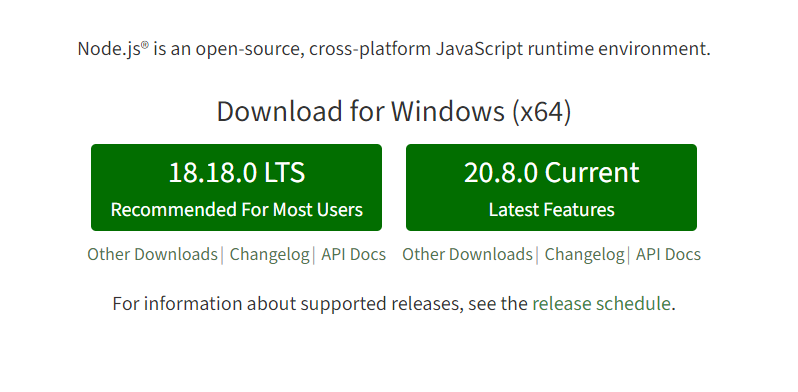 Node.js® is an open-source, cross-platform JavaScript runtime environment.
Download for Windows (x64)
18.18.0 LTS
Recommended For Most Users
20.8.0 Current
Latest Features
Other Downloads | Changelog | API Docs
Other Downloads | Changelog | API Docs
For information about supported releases, see the release schedule.